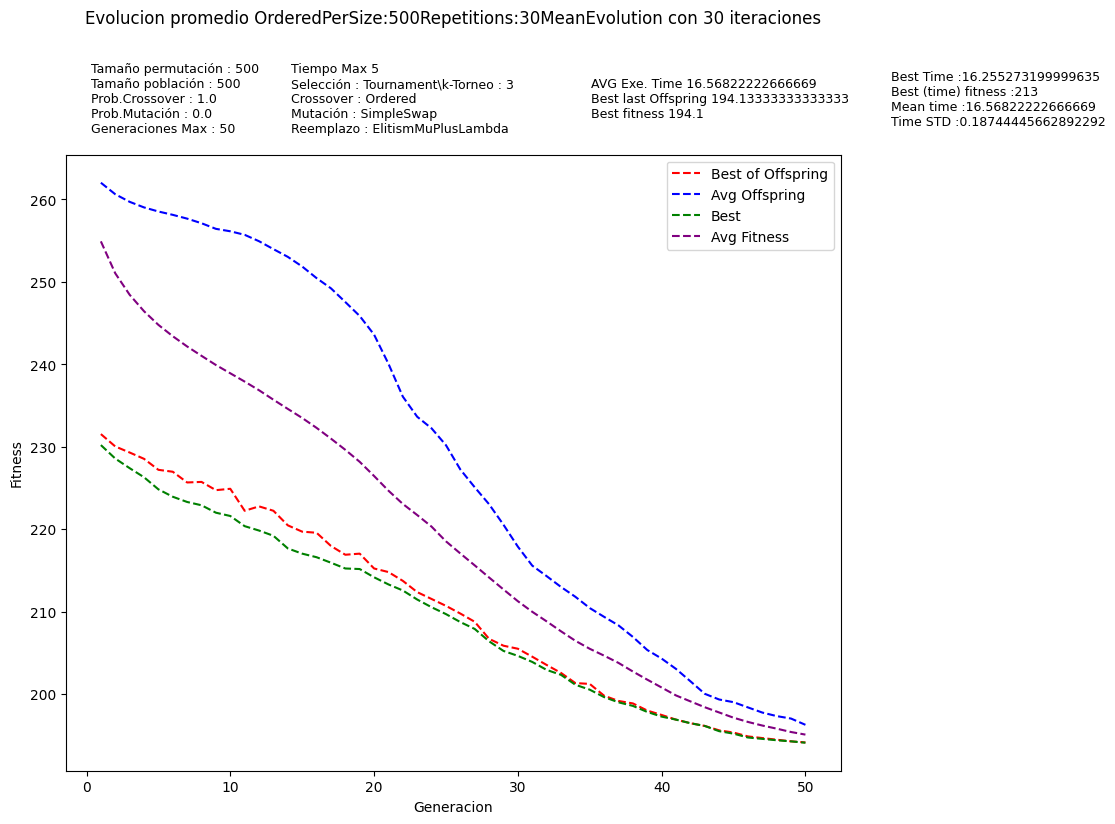 Evolucion promedio OrderedPerSize:500Repetitions:30MeanEvolution con 30 iteraciones
Tamaño permutación : 500
Tamaño población : 500
Prob.Crossover : 1.0
Prob.Mutación : 0.0
Generaciones Max : 50
Tiempo Max 5
Selección : Tournament\k-Torneo : 3
Crossover : Ordered
Mutación : SimpleSwap
Reemplazo : ElitismMuPlusLambda
AVG Exe. Time 16.56822222666669
Best last Offspring 194.13333333333333
Best fitness 194.1
Best Time :16.255273199999635
Best (time) fitness :213
Mean time :16.56822222666669
Time STD :0.18744445662892292
Best of Offspring
Avg Offspring
Best
Avg Fitness
Fitness
260
250
240
230
220
210
200
0
10
20
30
40
50
Generacion